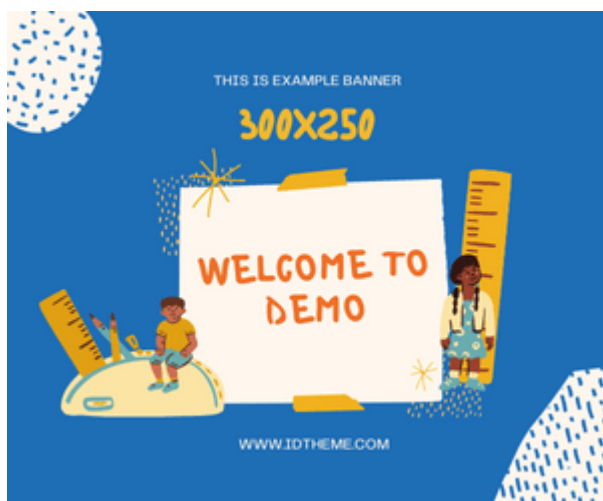 THIS IS EXAMPLE BANNER
300X250
WELCOME TO
DEMO
WWW.IDTHEME.COM